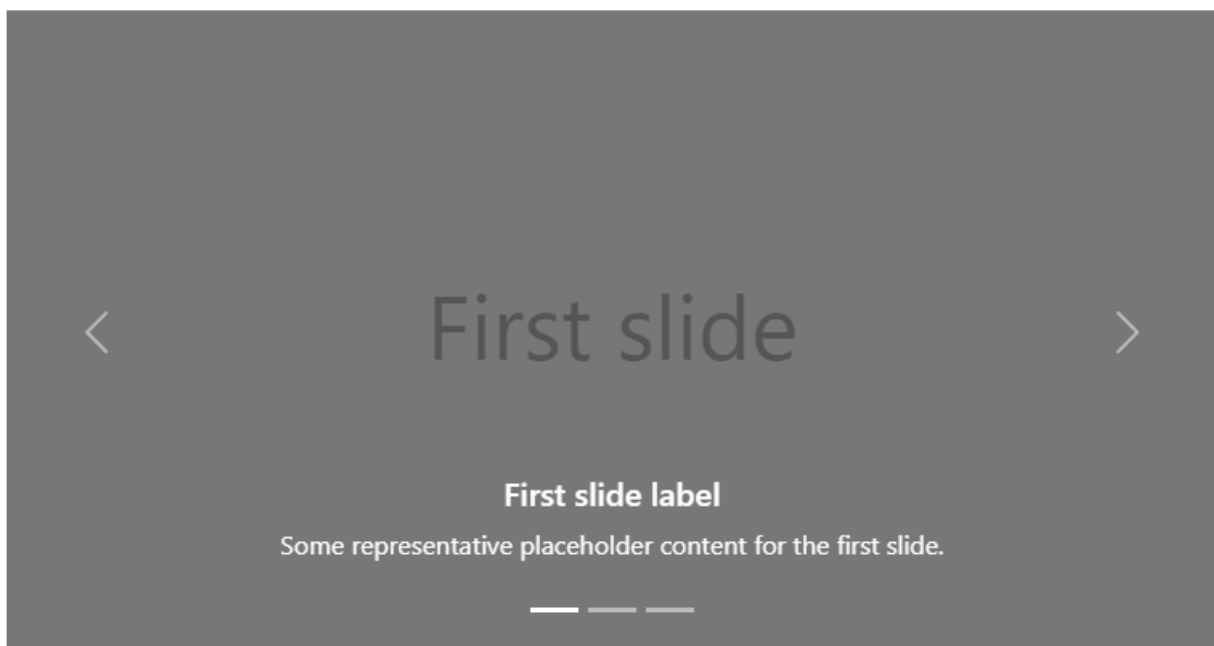 First slide
First slide label
Some representative placeholder content for the first slide.